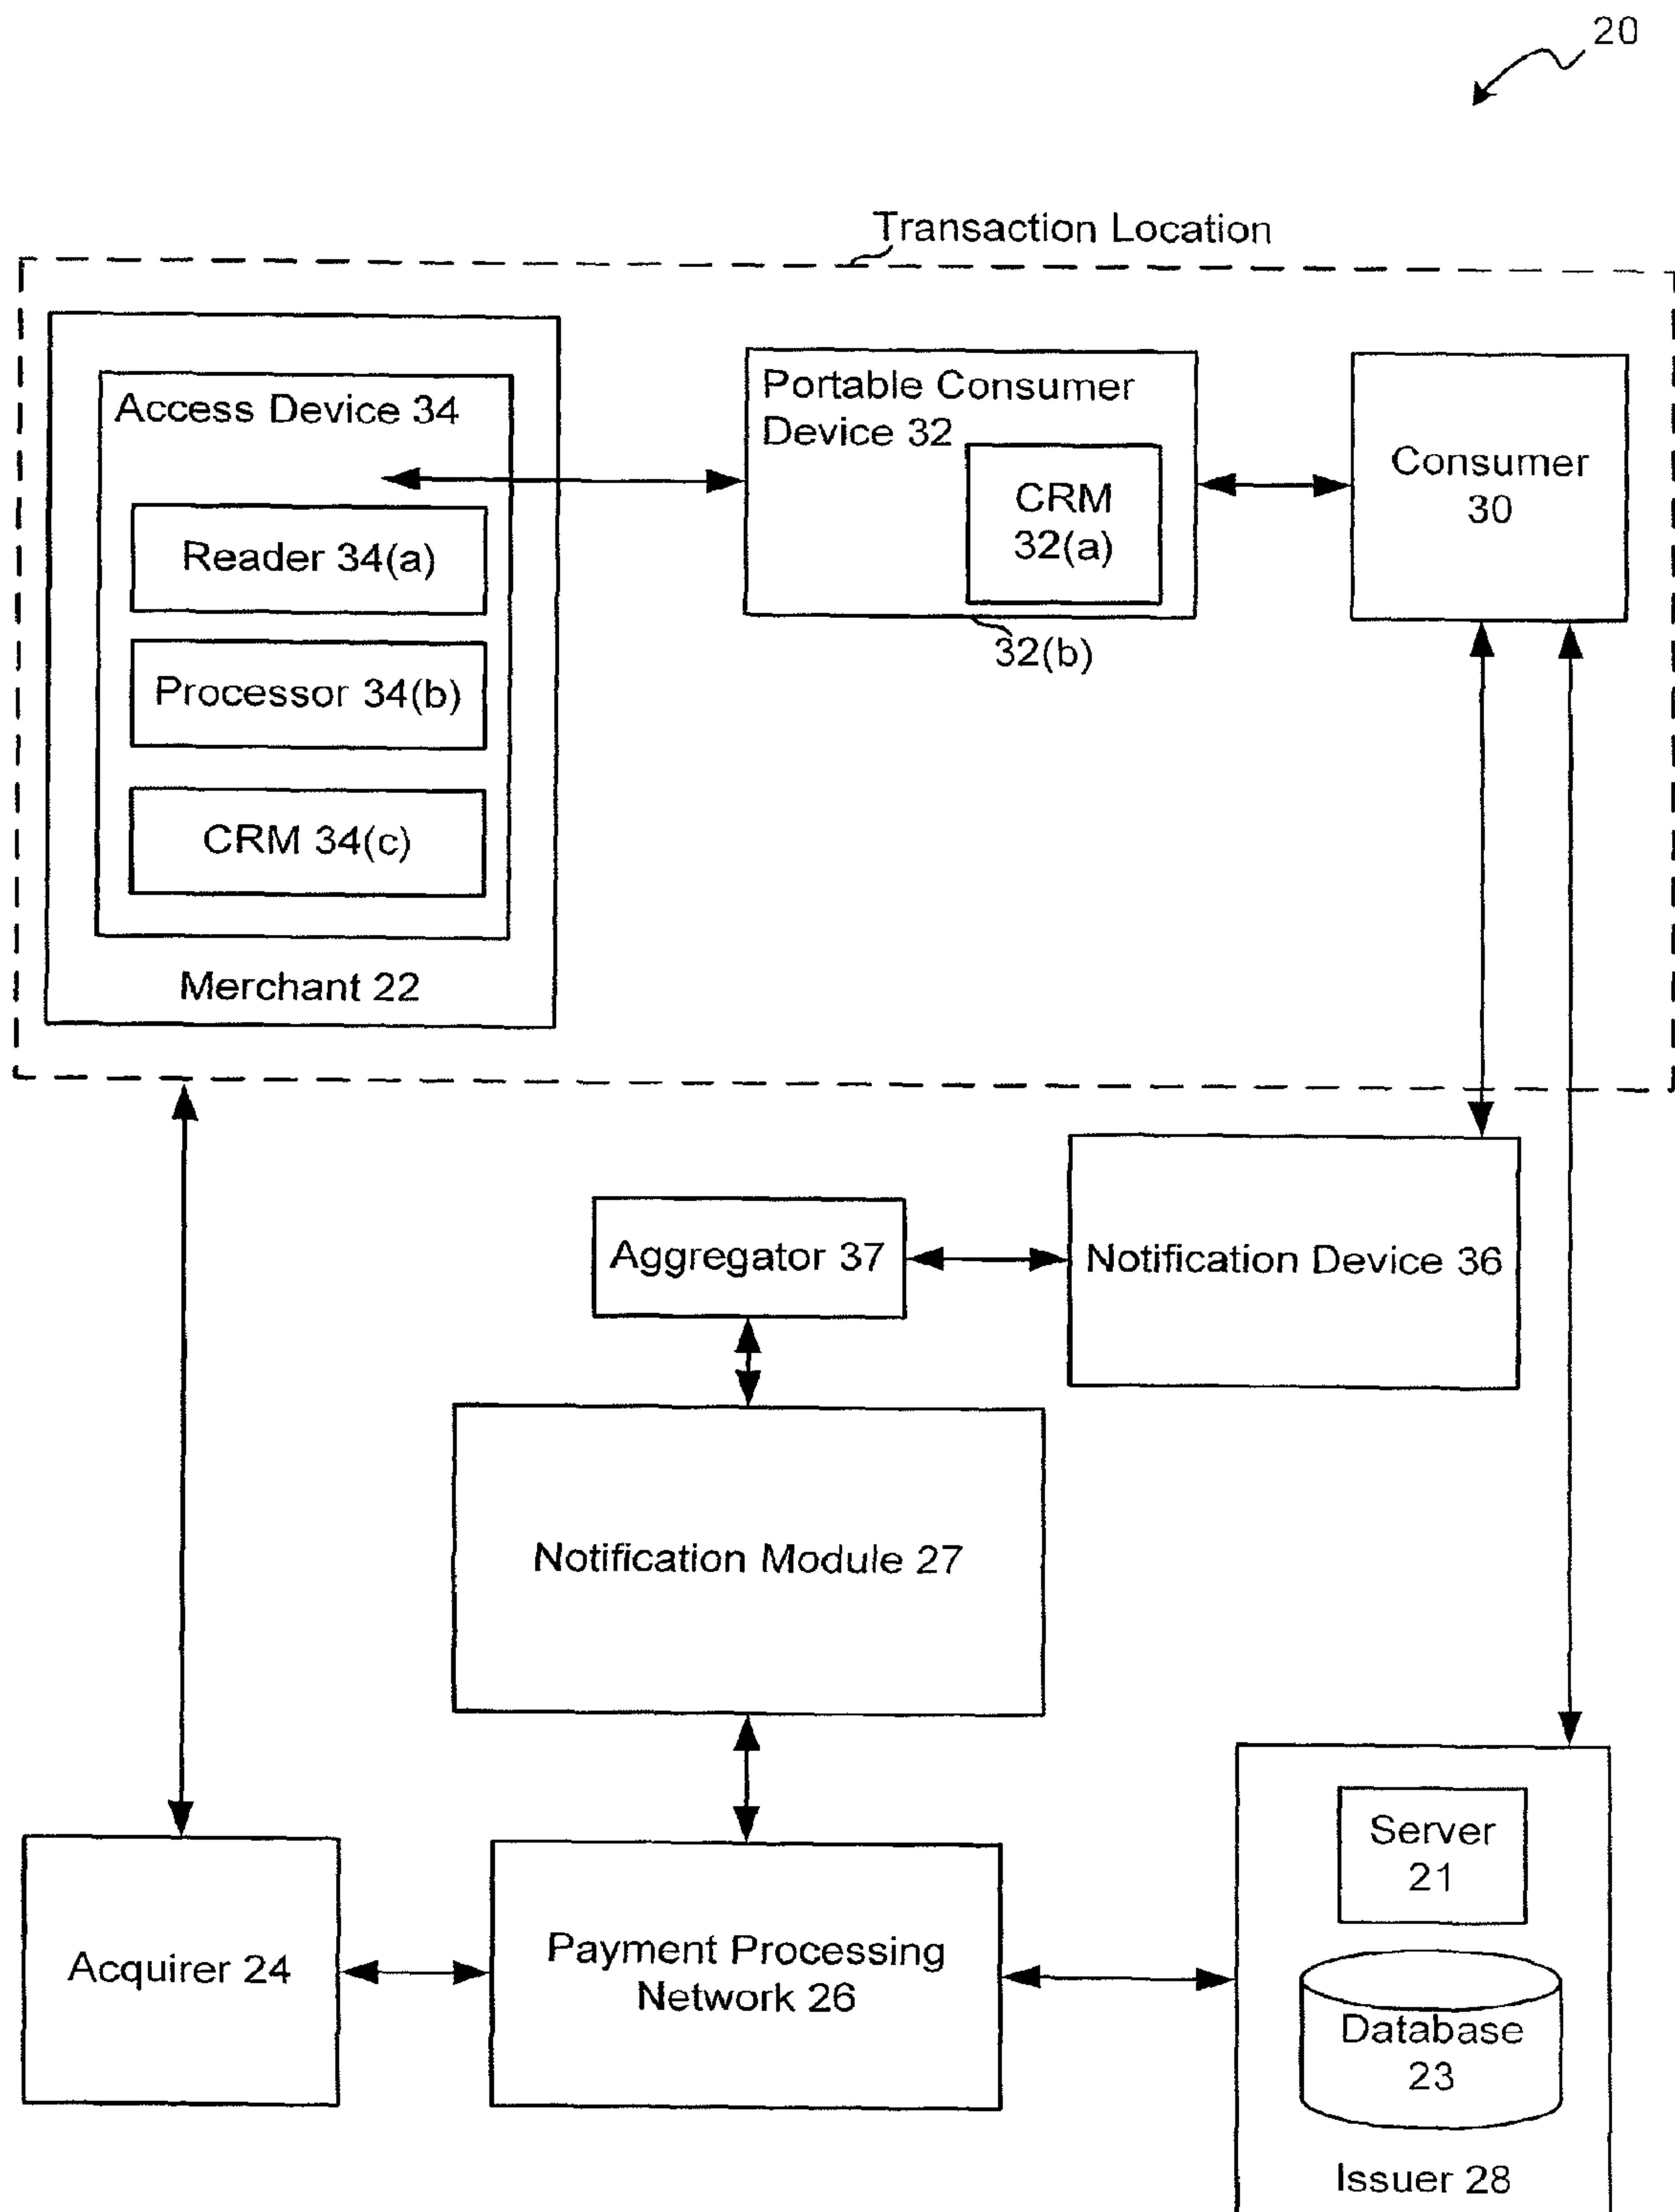 20
Transaction Location
Access Device 34
Reader 34(a)
Processor 34(b)
CRM 34(c)
Merchant 22
Portable Consumer
Device 32
CRM
32(a)
32(b)
Consumer
30
Aggregator 37
Notification Device 36
Notification Module 27
Acquirer 24
Payment Processing
Network 26
Server
21
Database
23
Issuer 28